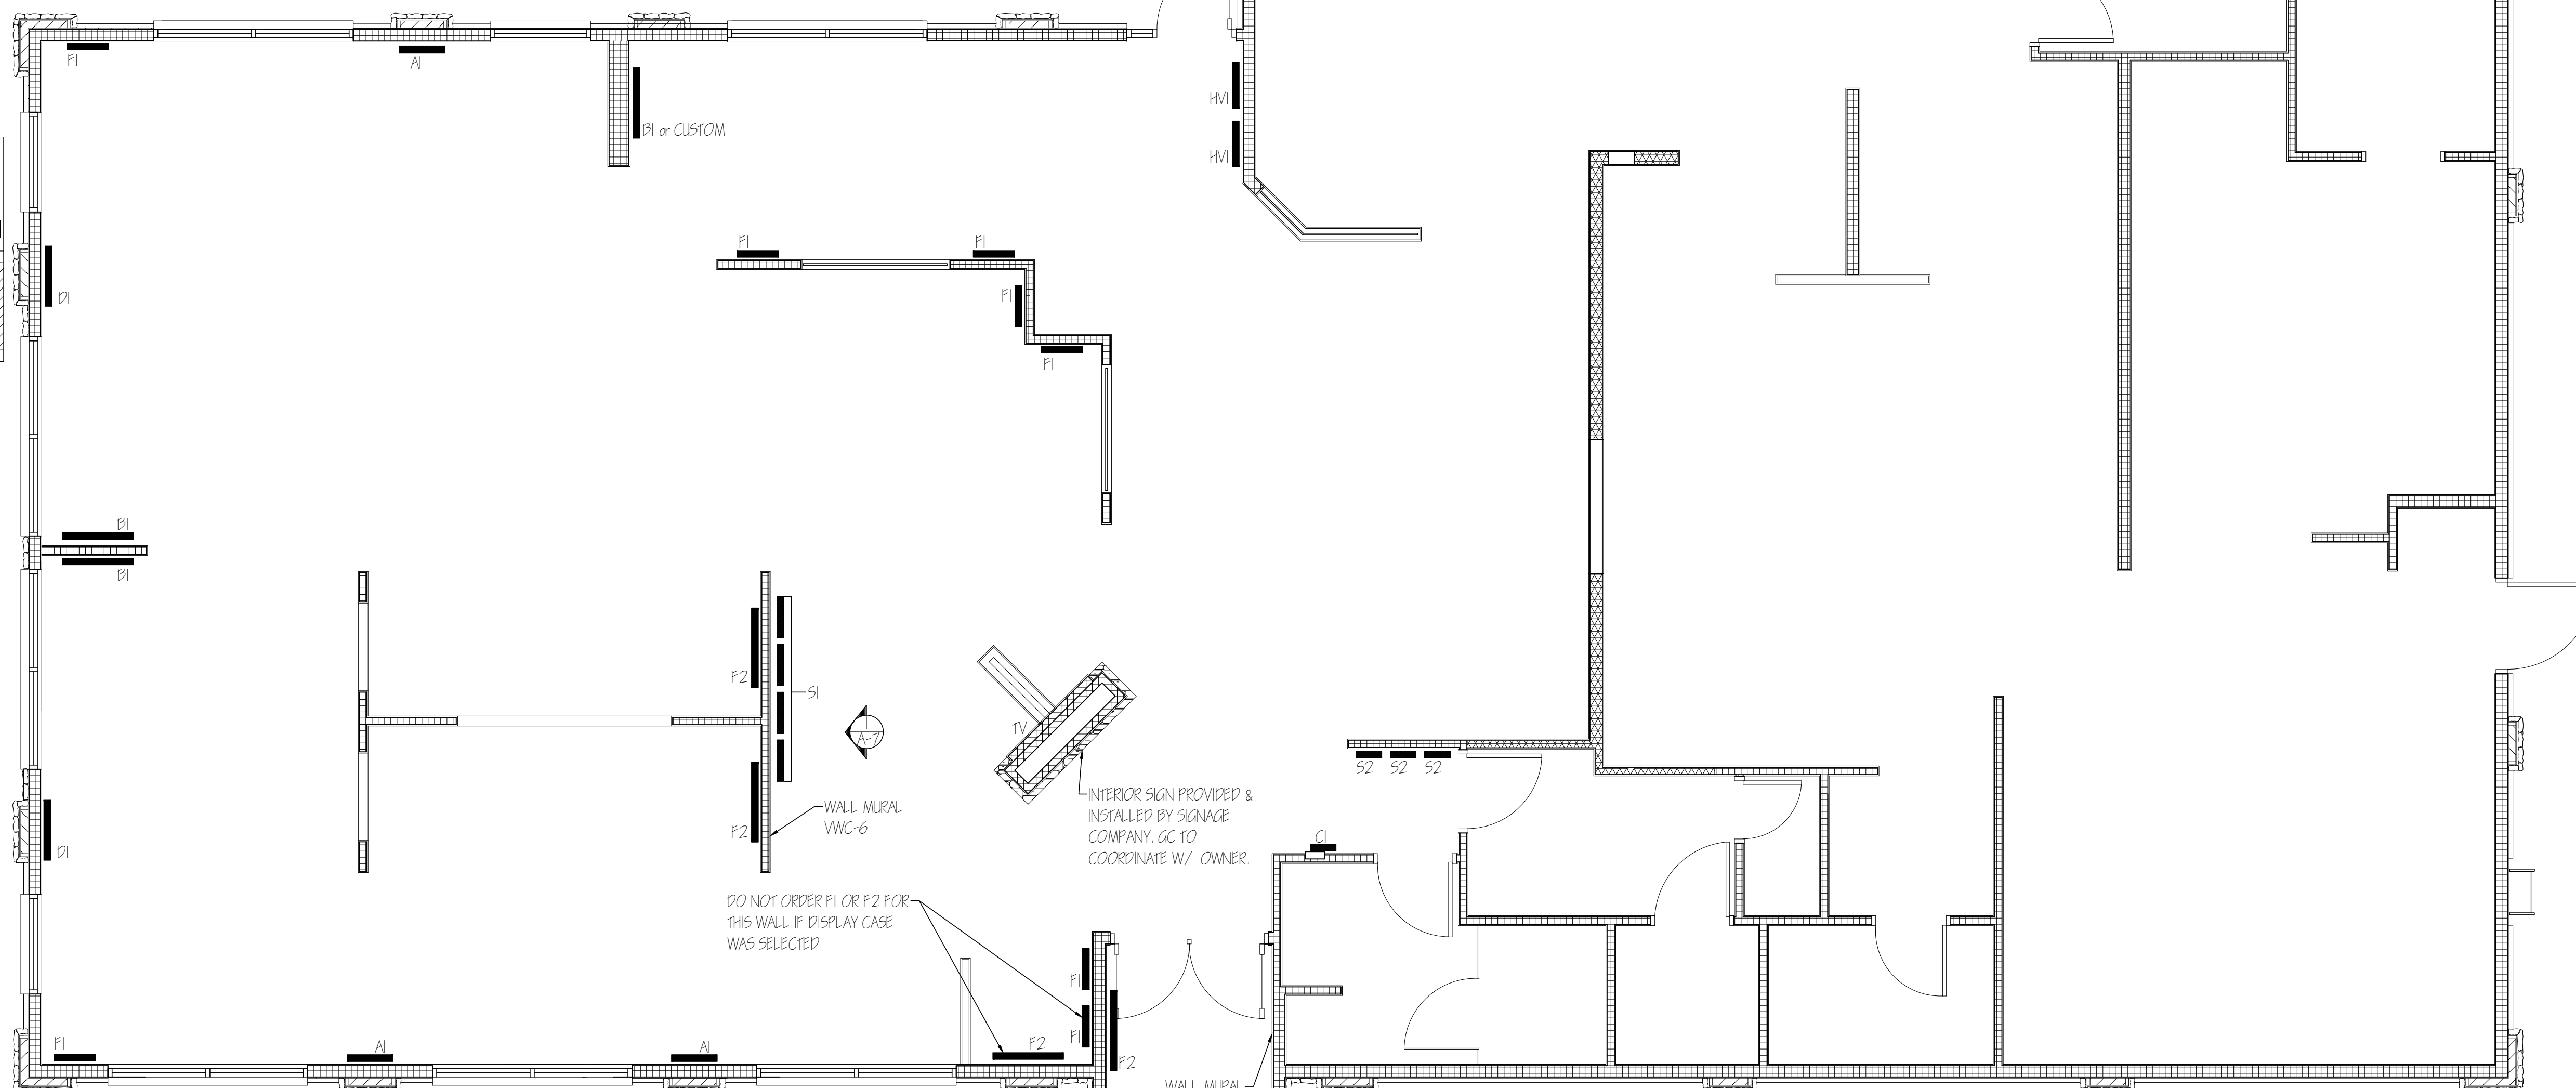 F1
A1
B1 or CUSTOM
HV1
HV1
F1
F1
D1
F1
F1
B1
B1
F2
S1
TV
1
A-7
S2
S2
S2
WALL MURAL
VWC-6
INTERIOR SIGN PROVIDED &
INSTALLED BY SIGNAGE
COMPANY. GC TO
COORDINATE W/ OWNER.
F2
C1
D1
DO NOT ORDER F1 OR F2 FOR
THIS WALL IF DISPLAY CASE
WAS SELECTED
F1
F1
F1
A1
A1
F2
F2
WALL MURAL